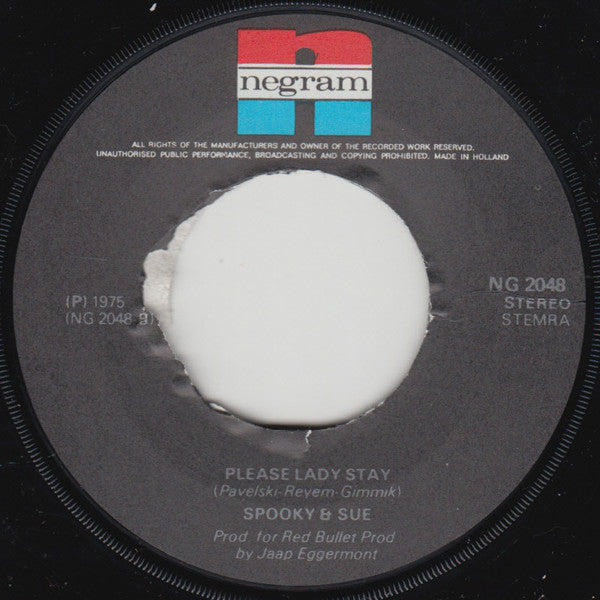 negram
ALL RIGHTS OF THE MANUFACTURERS AND OWNER OF THE RECORDED WORK RESERVED.
UNAUTHORISED PUBLIC PERFORMANCE, BROADCASTING AND COPYING PROHIBITED. MADE IN HOLLAND
NG 2048
STEREO
STEMRA
(P) 1975
(NG 2048 B)
PLEASE LADY STAY
(Pavelski-Reyem-Gimmik)
SPOOKY & SUE
Prod. for Red Bullet Prod
by Jaap Eggermont